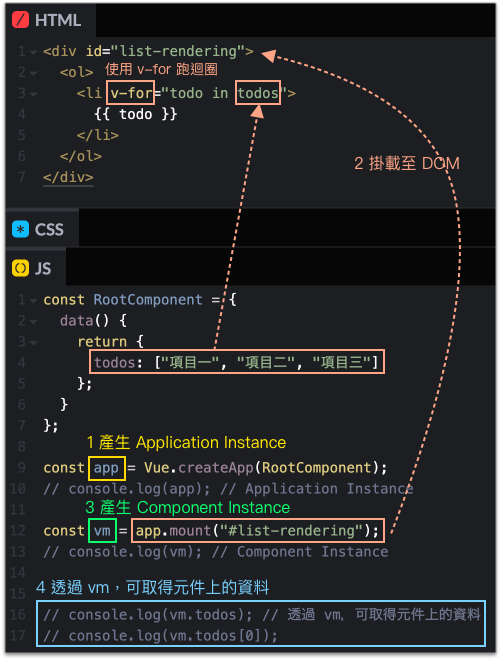 HTML
1 <div id="list-rendering">
使用 v-for 跑迴圈
2 <ol>
3 <li v-for="todo in todos">
4 {{ todo }}
5 </li>
2 掛載至 DOM
6 </ol>
7 </div>
CSS
JS
1 const RootComponent = {
2 data() {
3 return {
4 todos: ["項目一", "項目二", "項目三"]
5 };
6 }
7 };
8
1 產生 Application Instance
9 const app = Vue.createApp(RootComponent);
10 // console.log(app); // Application Instance
11
3 產生 Component Instance
12 const vm = app.mount("#list-rendering");
13 // console.log(vm); // Component Instance
14
4 透過 vm，可取得元件上的資料
15
16 // console.log(vm.todos); // 透過 vm, 可取得元件上的資料
17 // console.log(vm.todos[0]);